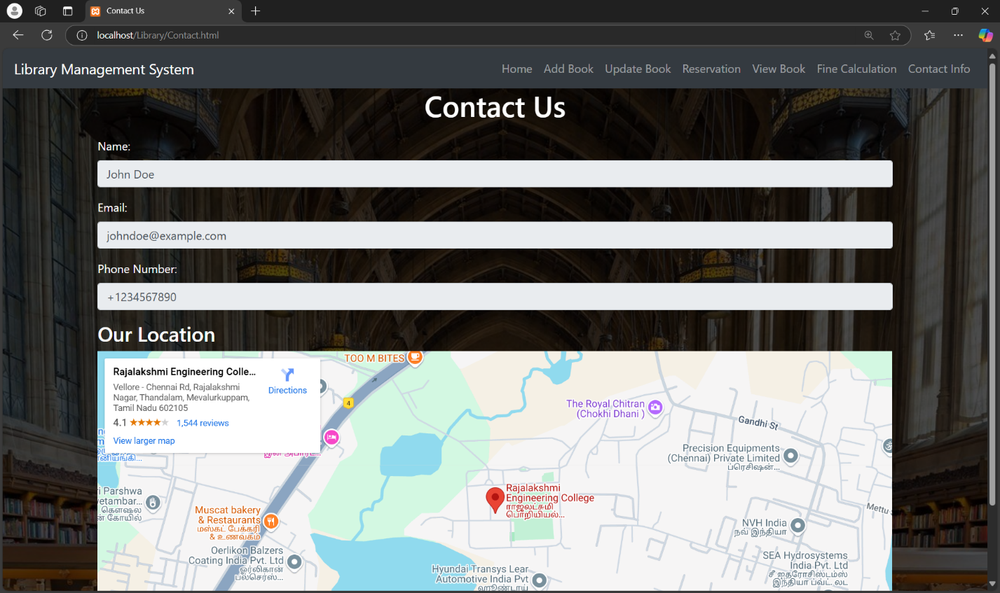 Contact Us
localhost/Library/Contact.html
Library Management System
Home Add Book Update Book Reservation View Book Fine Calculation Contact Info
Contact Us
Name:
John Doe
Email:
johndoe@example.com
Phone Number:
+1234567890
Our Location
Rajalakshmi Engineering Colle...
Vellore - Chennai Rd, Rajalakshmi
Nagar, Thandalam, Mevalurkuppam,
Tamil Nadu 602105
4.1 1,544 reviews
View larger map
Directions
TOO M BITES
4
The Royal Chitran
(Chokhi Dhani )
Gandhi St
Precision Equipments
(Chennai) Private Limited
ப்ரெசிஷன்...
Rajalakshmi
Engineering College
ராஜலட்சுமி
பொறியியல்...
Parshwa
கௌஷல
கோயில்
Muscat bakery
& Restaurants
மஸ்கட் பேக்கரி
& உணவகம்
Oerlikon Balzers
Coating India Pvt. Ltd
ஓர்லிகான்
பல்செர்ஸ்...
Mettu
NVH India
நவ் இந்தியா
Hyundai Transys Lear
Automotive India Pvt
ஹூண்டாய்
SEA Hydrosystems
India Pvt. Ltd
சீ ஹைதரோசிஸ்டம்ஸ்
இந்தியா ப்வ்ட். லட